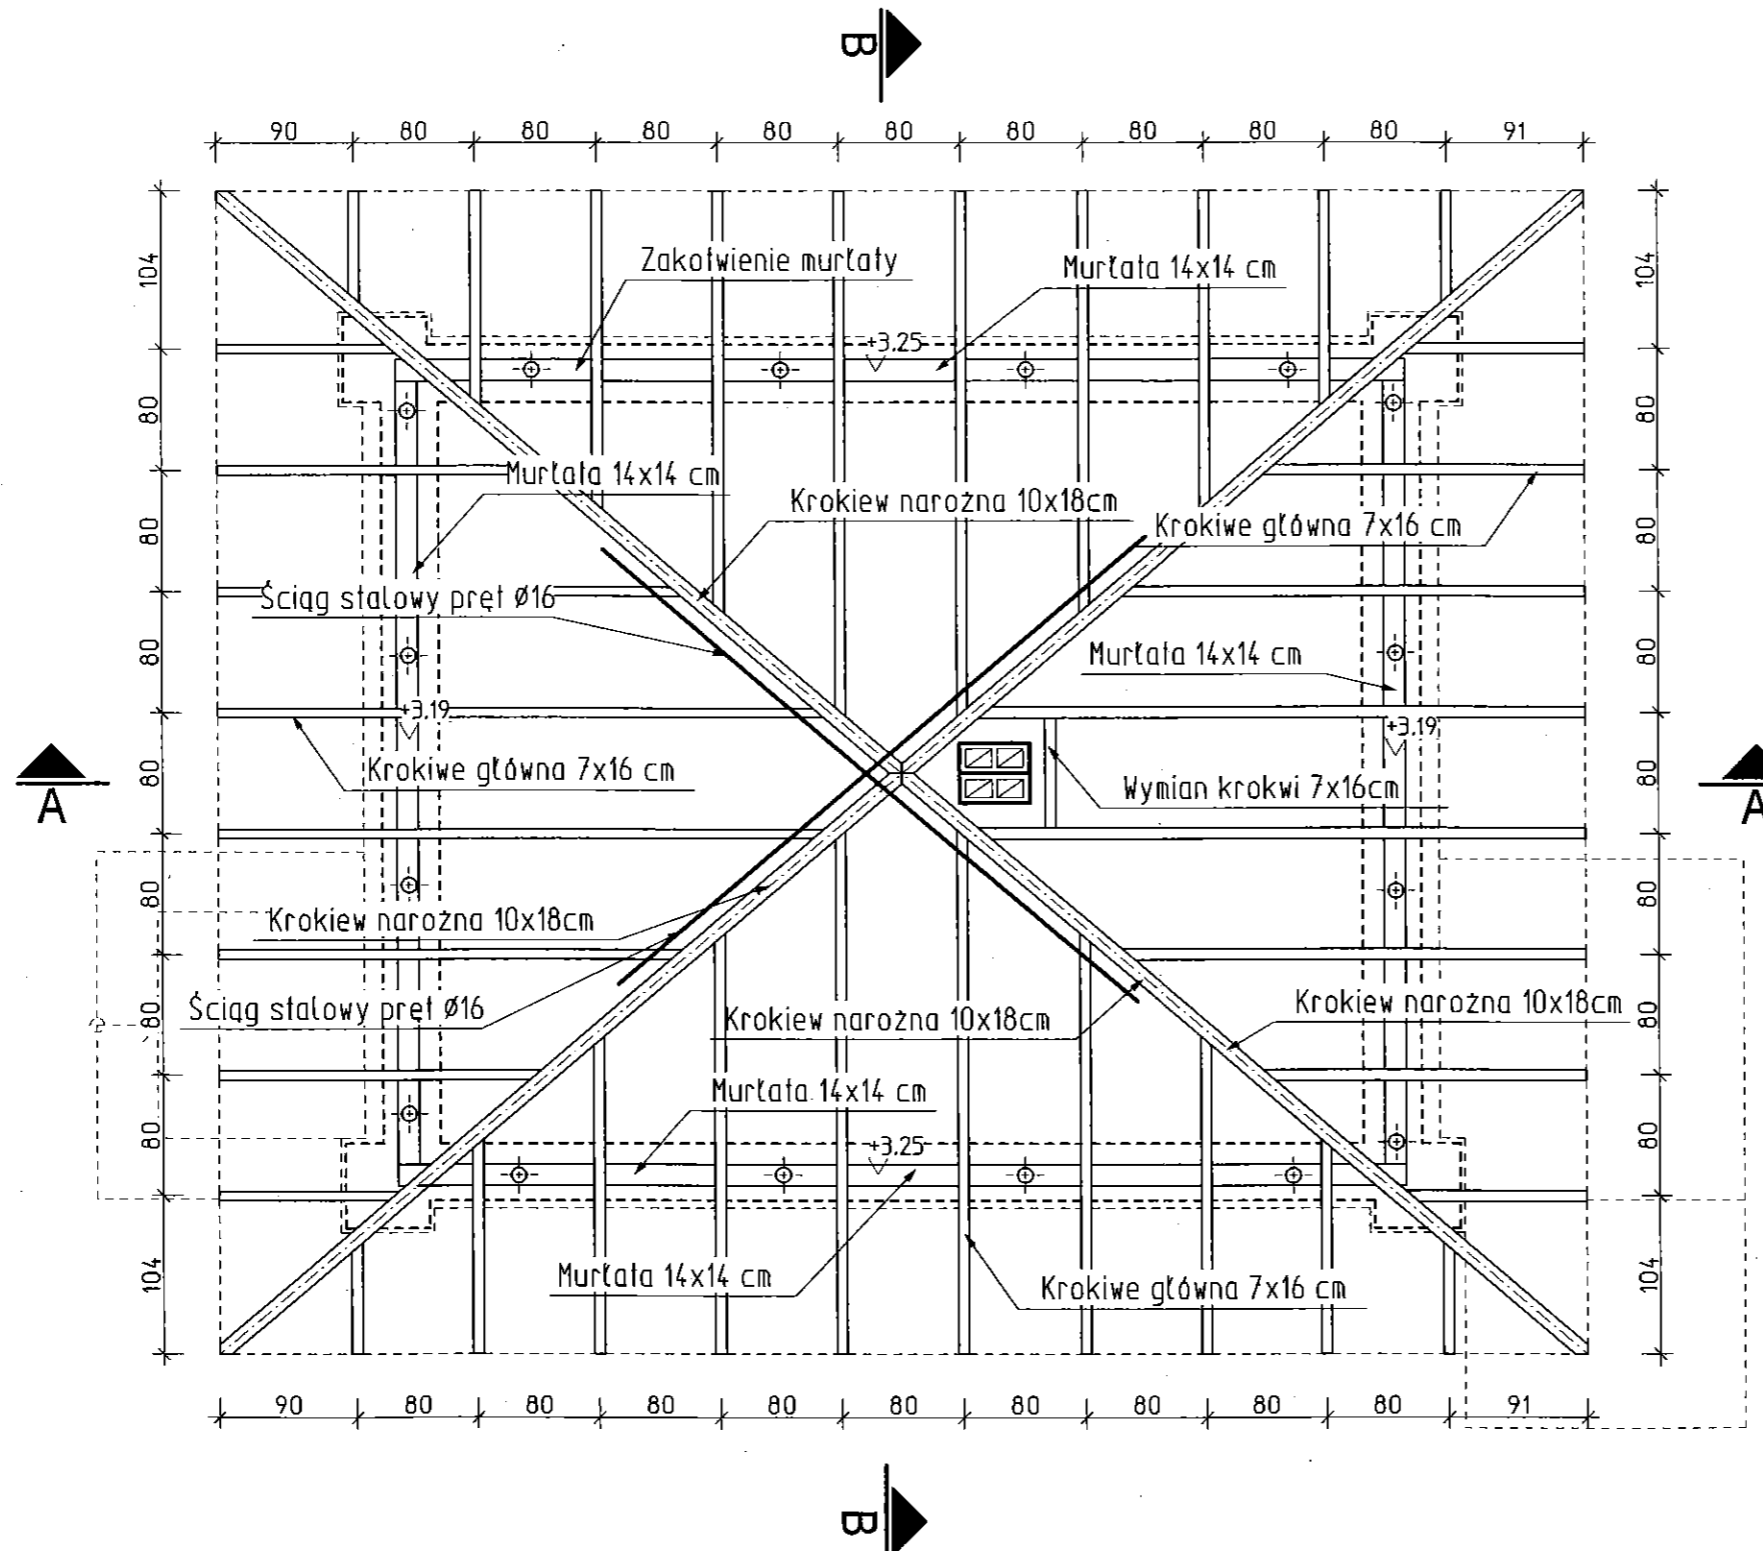 B
90 80 80 80 80 80 80 80 80 80 91
104 80 80 80 80 80 80 80 104
104 80 80 80 80 80 80 80 104
Zakotwienie murłaty
Murłata 14x14 cm
+3.25
Murłata 14x14 cm
Krokiew narożna 10x18cm
Krokiwe główna 7x16 cm
Ściąg stalowy pręt Ø16
Murłata 14x14 cm
+3.19
+3.19
Krokiwe główna 7x16 cm
Wymian krokwi 7x16cm
A
A
Krokiew narożna 10x18cm
Ściąg stalowy pręt Ø16
Krokiew narożna 10x18cm
Krokiew narożna 10x18cm
Murłata 14x14 cm
+3.25
Murłata 14x14 cm
Krokiwe główna 7x16 cm
90 80 80 80 80 80 80 80 80 80 91
B